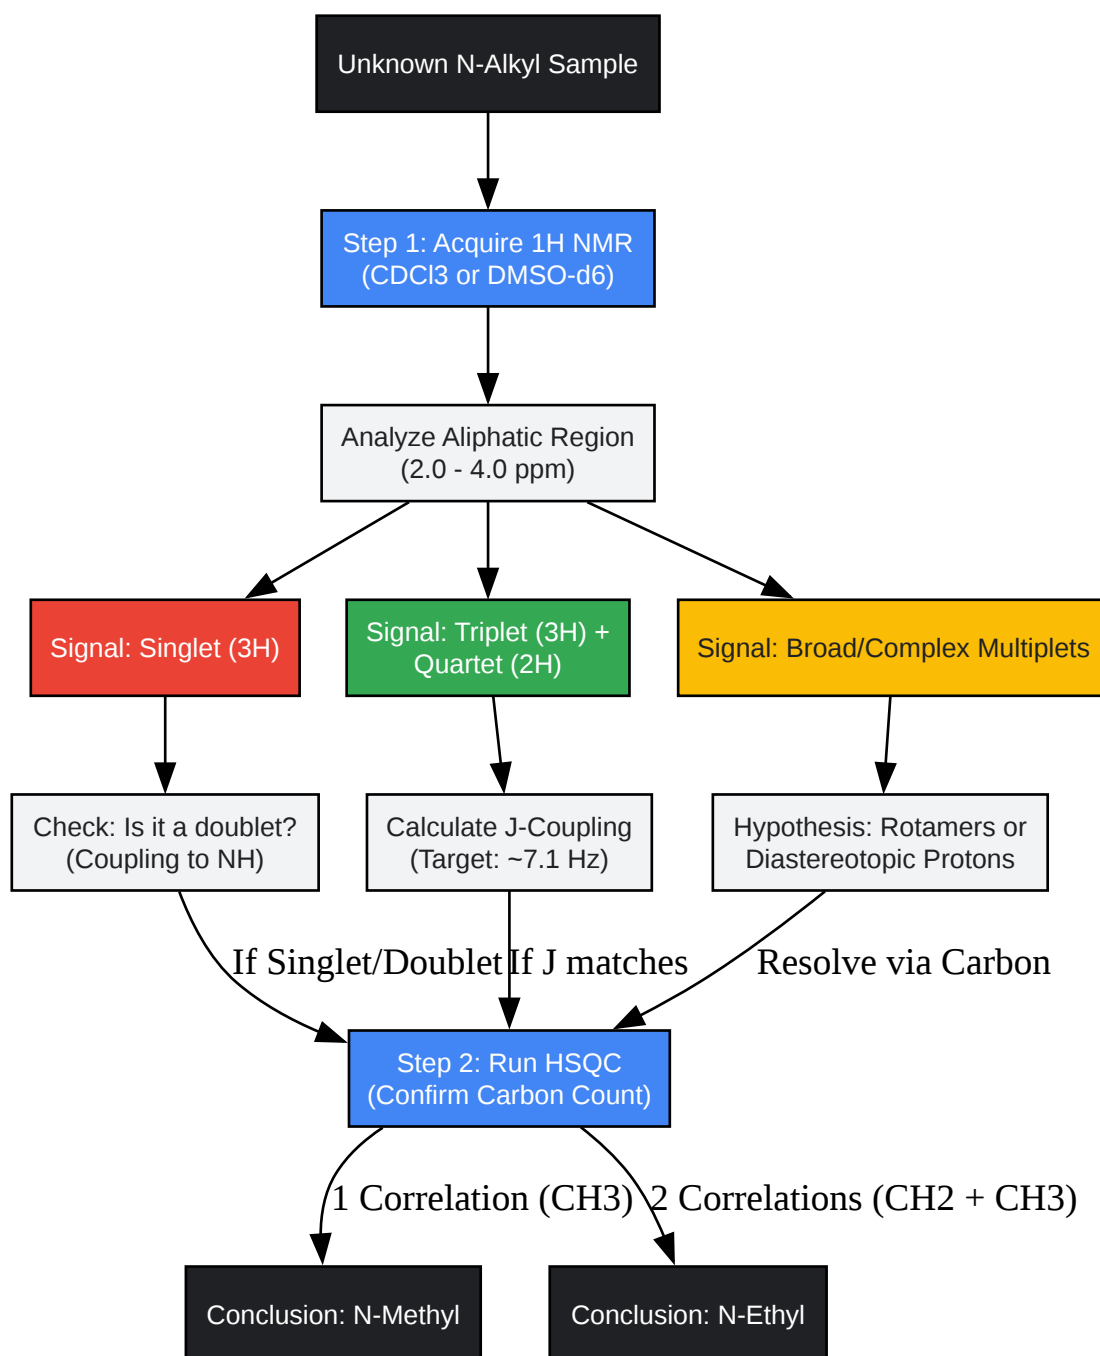 Unknown N-Alkyl Sample
Step 1: Acquire 1H NMR
(CDCl3 or DMSO-d6)
Analyze Aliphatic Region
(2.0 - 4.0 ppm)
Signal: Singlet (3H)
Signal: Triplet (3H) +
Quartet (2H)
Signal: Broad/Complex Multiplets
Check: Is it a doublet?
(Coupling to NH)
Calculate J-Coupling
(Target: ~7.1 Hz)
Hypothesis: Rotamers or
Diastereotopic Protons
If Singlet/Doublet
If J matches
Resolve via Carbon
Step 2: Run HSQC
(Confirm Carbon Count)
1 Correlation (CH3)
2 Correlations (CH2 + CH3)
Conclusion: N-Methyl
Conclusion: N-Ethyl